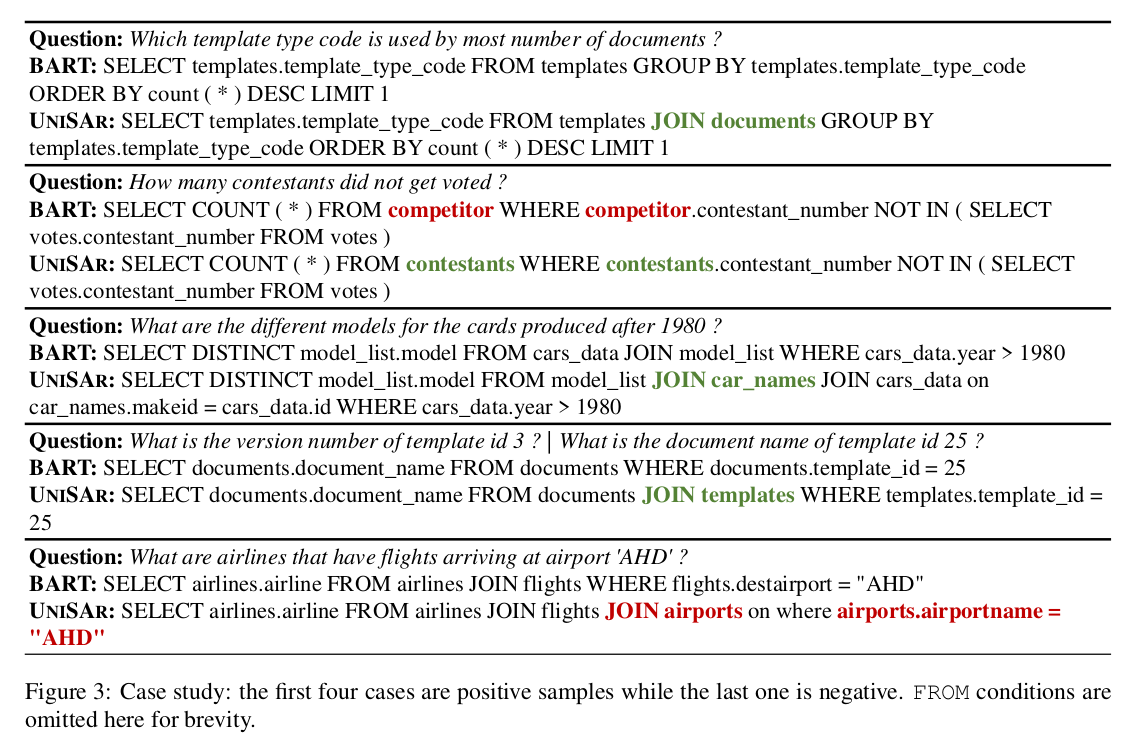 Question: Which template type code is used by most number of documents ?
BART: SELECT templates.template_type_code FROM templates GROUP BY templates.template_type_code
ORDER BY count ( * ) DESC LIMIT 1
UNISAR: SELECT templates.template_type_code FROM templates JOIN documents GROUP BY
templates.template_type_code ORDER BY count ( * ) DESC LIMIT 1
Question: How many contestants did not get voted ?
BART: SELECT COUNT ( * ) FROM competitor WHERE competitor.contestant_number NOT IN ( SELECT
votes.contestant_number FROM votes )
UNISAR: SELECT COUNT ( * ) FROM contestants WHERE contestants.contestant_number NOT IN ( SELECT
votes.contestant_number FROM votes )
Question: What are the different models for the cards produced after 1980 ?
BART: SELECT DISTINCT model_list.model FROM cars_data JOIN model_list WHERE cars_data.year > 1980
UNISAR: SELECT DISTINCT model_list.model FROM model_list JOIN car_names JOIN cars_data on
car_names.makeid = cars_data.id WHERE cars_data.year > 1980
Question: What is the version number of template id 3 ? | What is the document name of template id 25 ?
BART: SELECT documents.document_name FROM documents WHERE documents.template_id = 25
UNISAR: SELECT documents.document_name FROM documents JOIN templates WHERE templates.template_id =
25
Question: What are airlines that have flights arriving at airport 'AHD' ?
BART: SELECT airlines.airline FROM airlines JOIN flights WHERE flights.destairport = "AHD"
UNISAR: SELECT airlines.airline FROM airlines JOIN flights JOIN airports on where airports.airportname =
"AHD"
Figure 3: Case study: the first four cases are positive samples while the last one is negative. FROM conditions are
omitted here for brevity.